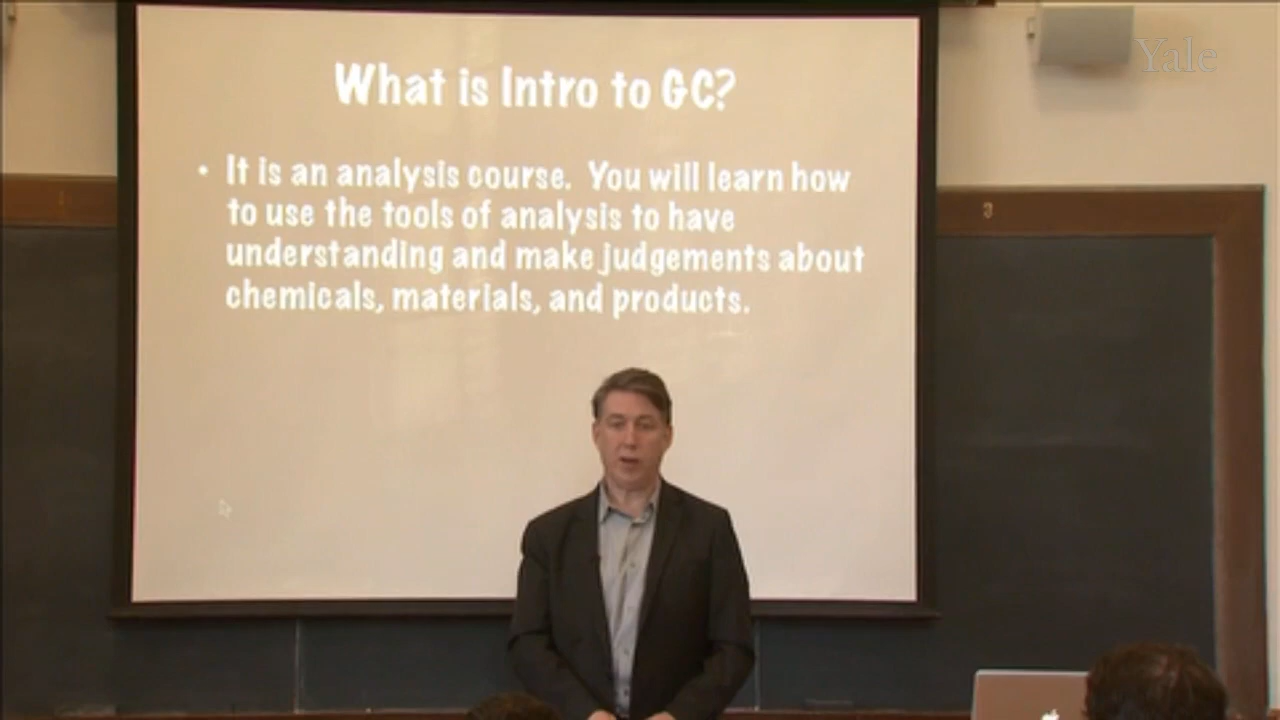 Yale
What is Intro to GC?
• It is an analysis course. You will learn how
to use the tools of analysis to have
understanding and make judgements about
chemicals, materials, and products.
3